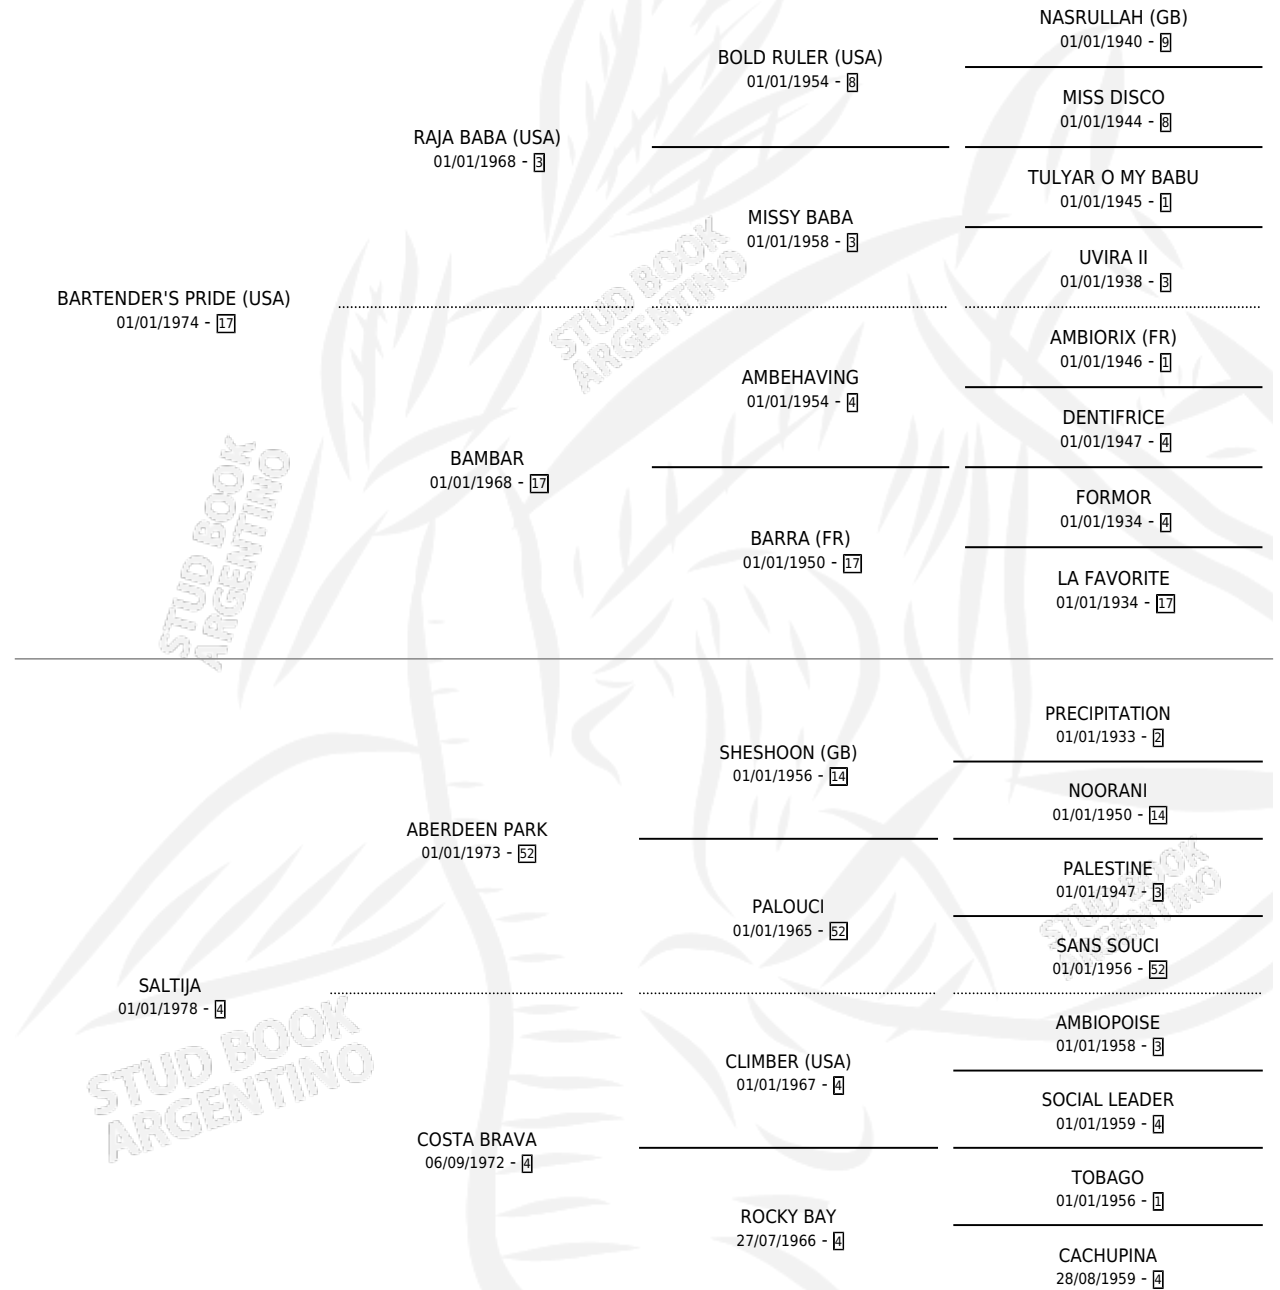 NASRULLAH (GB)
01/01/1940 - 9
BOLD RULER (USA)
01/01/1954 - 8
MISS DISCO
01/01/1944 - 8
RAJA BABA (USA)
01/01/1968 - 3
TULYAR O MY BABU
01/01/1945 - 1
MISSY BABA
01/01/1958 - 3
UVIRA II
01/01/1938 - 3
BARTENDER'S PRIDE (USA)
01/01/1974 - 17
AMBIORIX (FR)
01/01/1946 - 1
AMBEHAVING
01/01/1954 - 4
DENTIFRICE
01/01/1947 - 4
BAMBAR
01/01/1968 - 17
FORMOR
01/01/1934 - 4
BARRA (FR)
01/01/1950 - 17
LA FAVORITE
01/01/1934 - 17
PRECIPITATION
01/01/1933 - 2
SHESHOON (GB)
01/01/1956 - 14
NOORANI
01/01/1950 - 14
ABERDEEN PARK
01/01/1973 - 52
PALESTINE
01/01/1947 - 3
PALOUCI
01/01/1965 - 52
SANS SOUCI
01/01/1956 - 52
SALTIJA
01/01/1978 - 4
AMBIOPOISE
01/01/1958 - 3
CLIMBER (USA)
01/01/1967 - 4
SOCIAL LEADER
01/01/1959 - 4
COSTA BRAVA
06/09/1972 - 4
TOBAGO
01/01/1956 - 1
ROCKY BAY
27/07/1966 - 4
CACHUPINA
28/08/1959 - 4
STUD BOOK
ARGENTINO
STUD BOOK
ARGENTINO
STUD BOOK
ARGENTINO
STUD BOOK
ARGENTINO